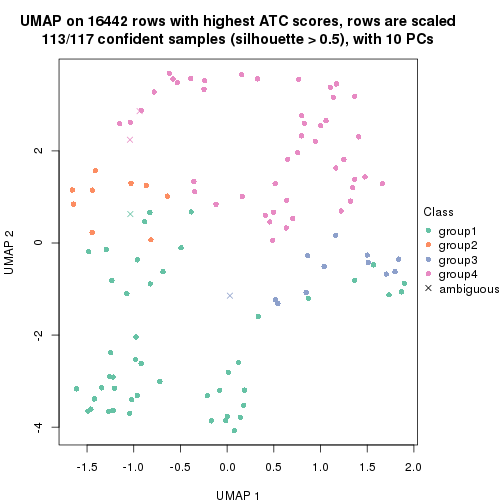 UMAP on 16442 rows with highest ATC scores, rows are scaled
113/117 confident samples (silhouette > 0.5), with 10 PCs
UMAP 2
2
0
-2
-4
-1.5
-1.0
-0.5
0.0
0.5
1.0
1.5
2.0
UMAP 1
Class
group1
group2
group3
group4
ambiguous